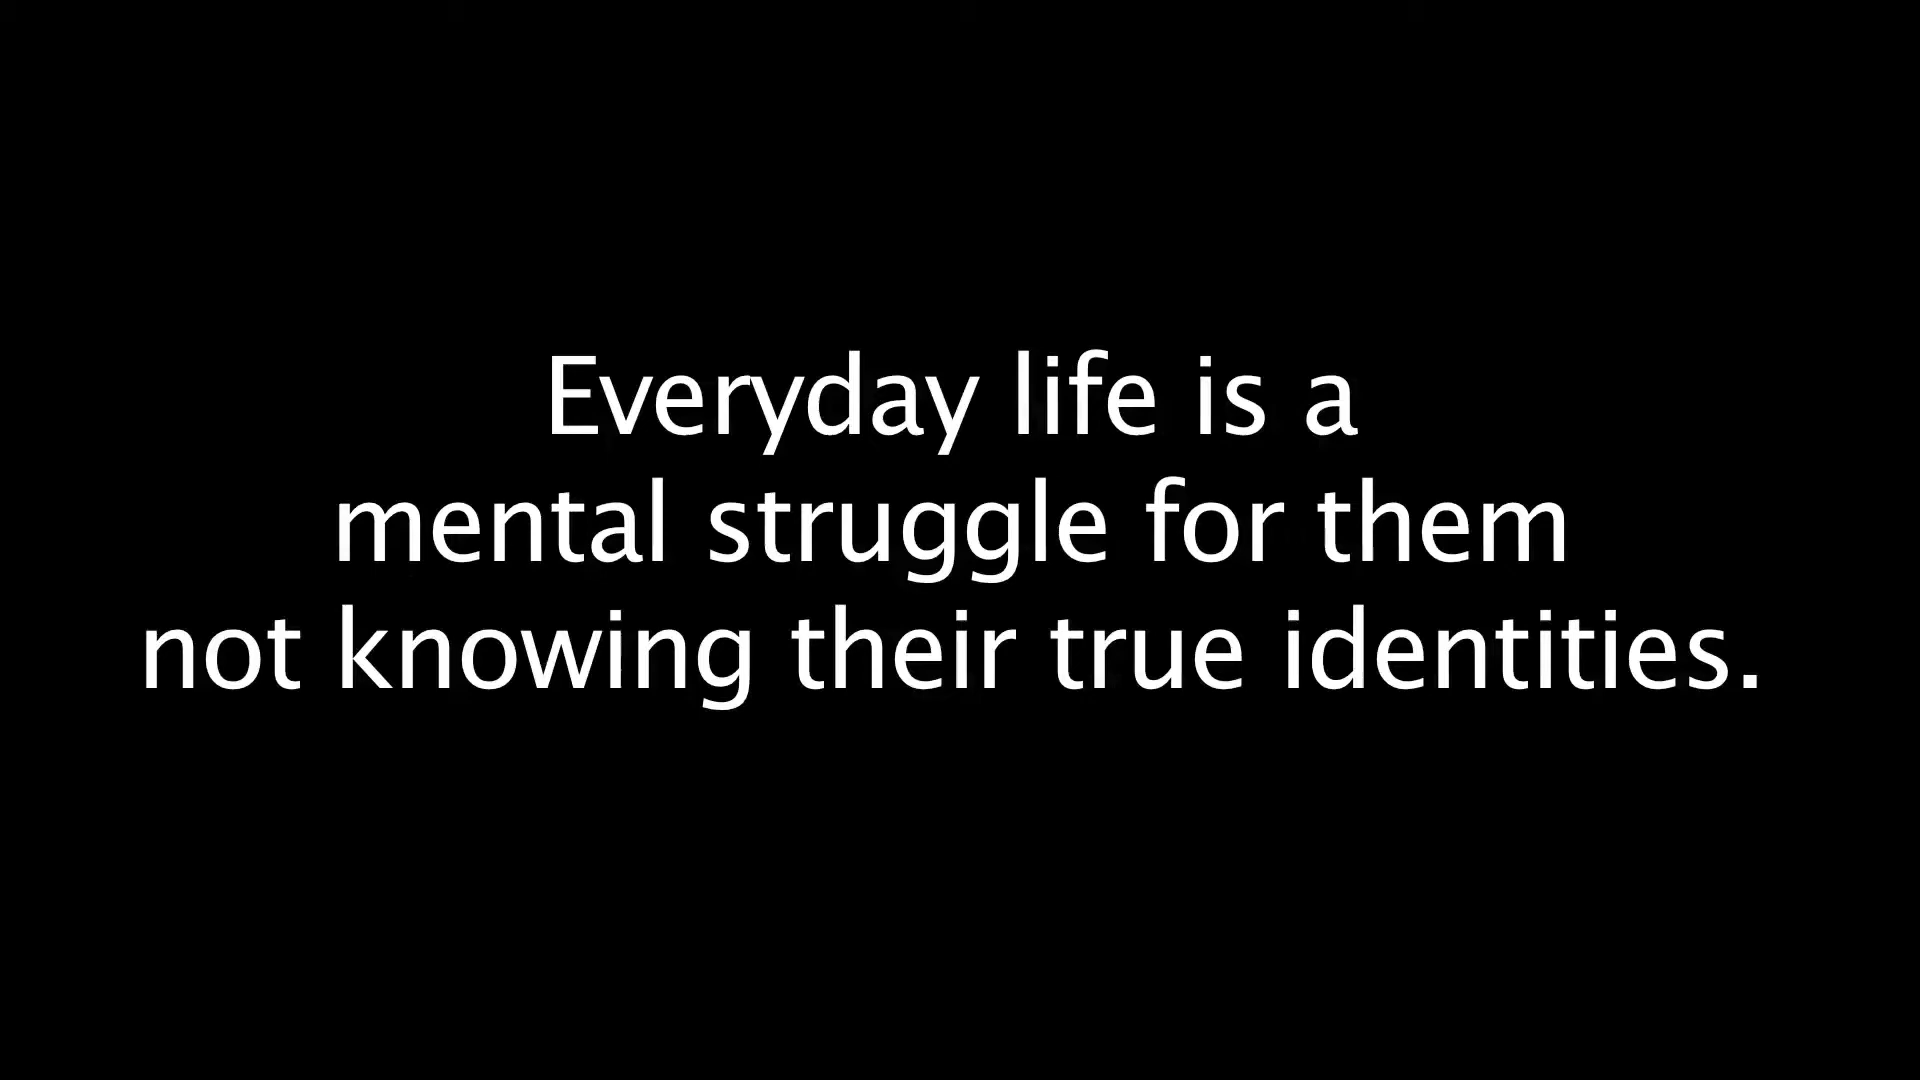 Everyday life is a
mental struggle for them
not knowing their true identities.